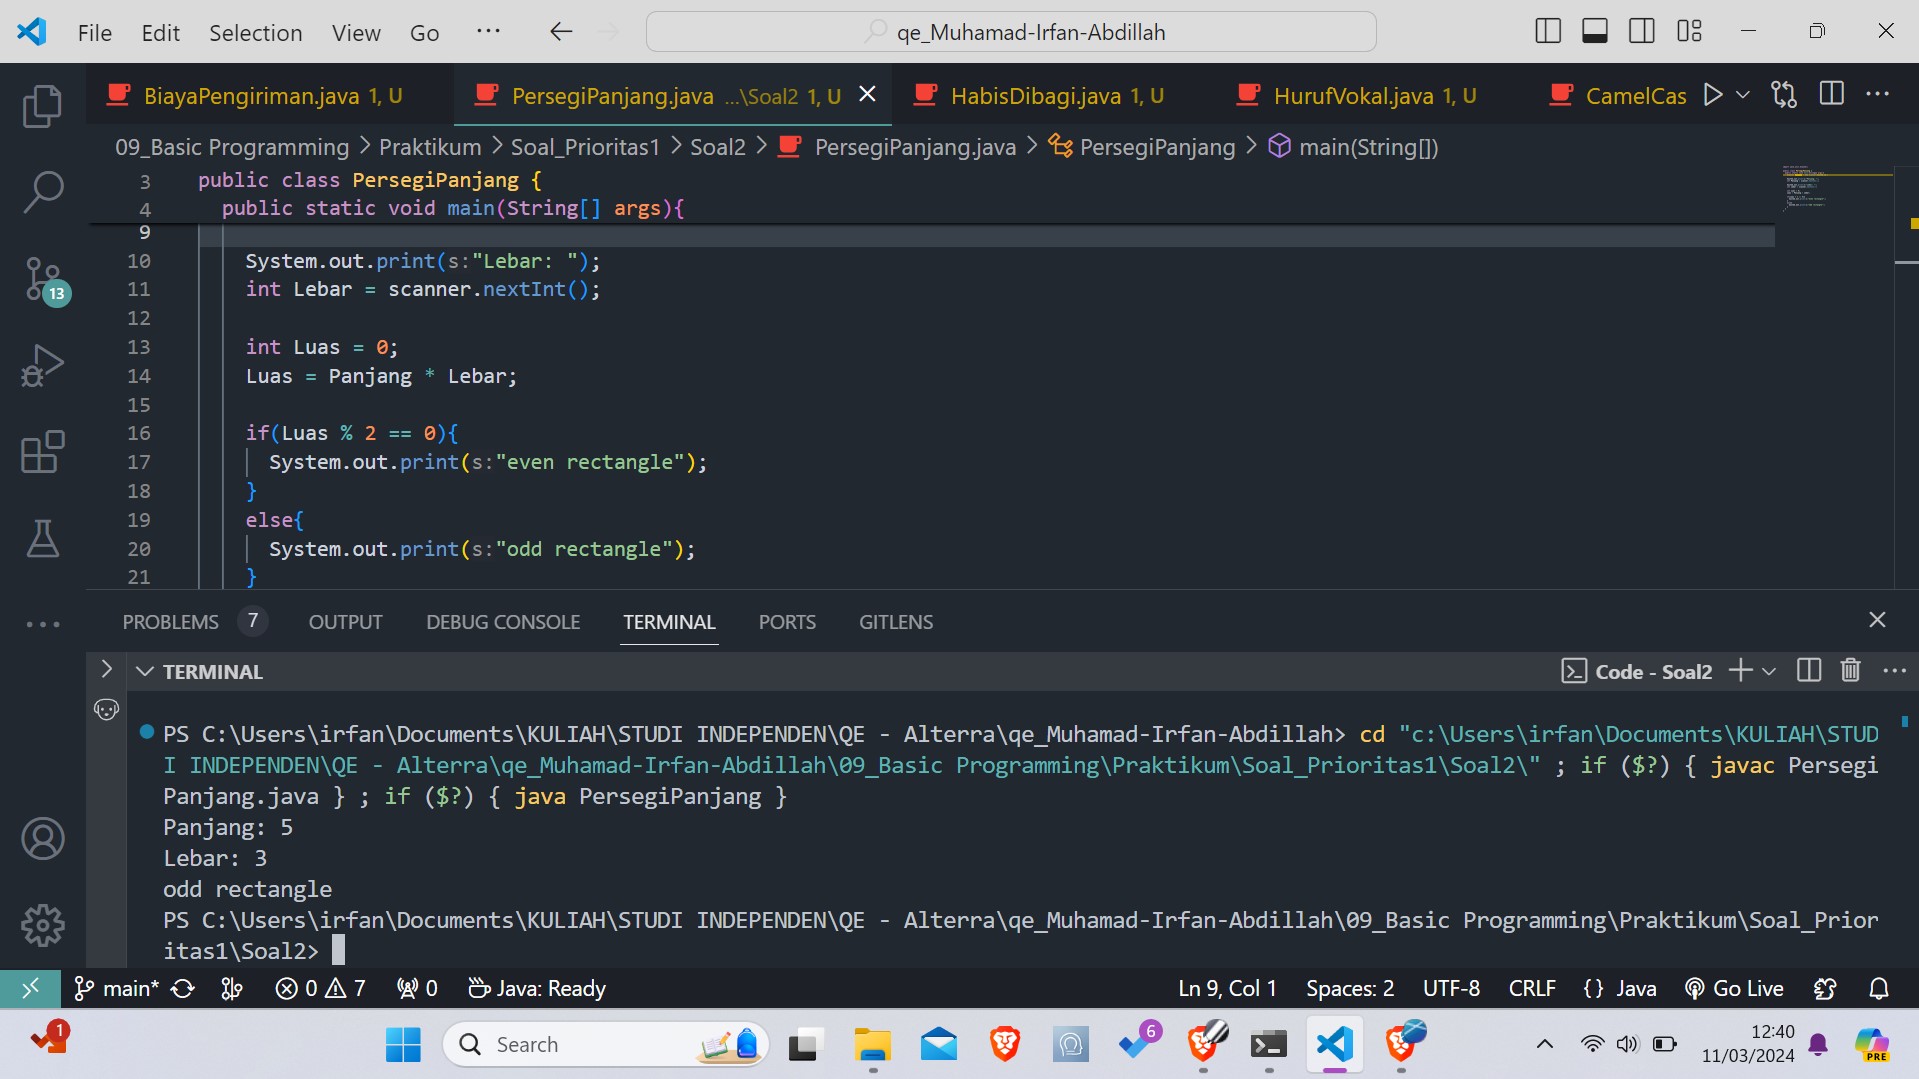 File Edit Selection View Go ··· qe_Muhamad-Irfan-Abdillah
BiayaPengiriman.java 1, U PersegiPanjang.java ...\Soal2 1, U HabisDibagi.java 1, U HurufVokal.java 1, U CamelCas
09_Basic Programming > Praktikum > Soal_Prioritas1 > Soal2 > PersegiPanjang.java > PersegiPanjang > main(String[])
3 public class PersegiPanjang {
4 public static void main(String[] args){
9
10 System.out.print(s:"Lebar: ");
11 int Lebar = scanner.nextInt();
12
13 int Luas = 0;
14 Luas = Panjang * Lebar;
15
16 if(Luas % 2 == 0){
17 System.out.print(s:"even rectangle");
18 }
19 else{
20 System.out.print(s:"odd rectangle");
21 }
13
PROBLEMS 7 OUTPUT DEBUG CONSOLE TERMINAL PORTS GITLENS
TERMINAL Code - Soal2
PS C:\Users\irfan\Documents\KULIAH\STUDI INDEPENDEN\QE - Alterra\qe_Muhamad-Irfan-Abdillah> cd "c:\Users\irfan\Documents\KULIAH\STUD
I INDEPENDEN\QE - Alterra\qe_Muhamad-Irfan-Abdillah\09_Basic Programming\Praktikum\Soal_Prioritas1\Soal2\" ; if ($?) { javac Persegi
Panjang.java } ; if ($?) { java PersegiPanjang }
Panjang: 5
Lebar: 3
odd rectangle
PS C:\Users\irfan\Documents\KULIAH\STUDI INDEPENDEN\QE - Alterra\qe_Muhamad-Irfan-Abdillah\09_Basic Programming\Praktikum\Soal_Prior
itas1\Soal2>
main* 0 7 0 Java: Ready Ln 9, Col 1 Spaces: 2 UTF-8 CRLF {} Java Go Live
1 Search 6 12:40
11/03/2024 PRE